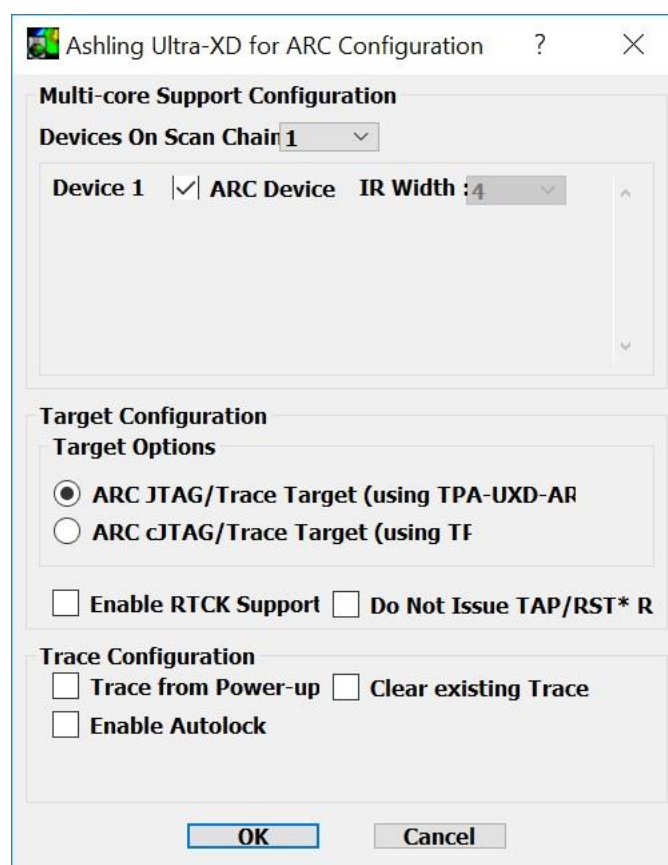 Ashling Ultra-XD for ARC Configuration ?
Multi-core Support Configuration
Devices On Scan Chain 1
Device 1 ARC Device IR Width : 4
Target Configuration
Target Options
ARC JTAG/Trace Target (using TPA-UXD-AR
ARC cJTAG/Trace Target (using TF
Enable RTCK Support Do Not Issue TAP/RST* R
Trace Configuration
Trace from Power-up Clear existing Trace
Enable Autolock
OK Cancel